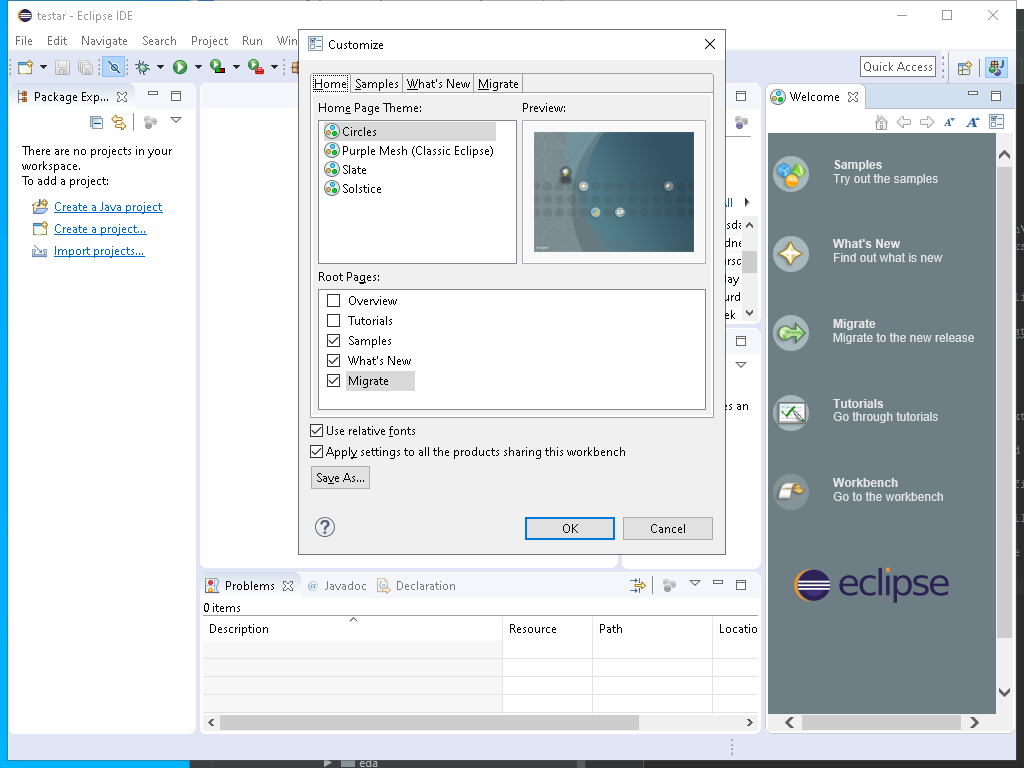 testar - Eclipse IDE
File Edit Navigate Search Project Run Win
Quick Access
Package Exp...
There are no projects in your
workspace.
To add a project:
Create a Java project
Create a project...
Import projects...
Customize
Home Samples What's New Migrate
Home Page Theme:
Preview:
Circles
Purple Mesh (Classic Eclipse)
Slate
Solstice
Root Pages:
Overview
Tutorials
Samples
What's New
Migrate
Use relative fonts
Apply settings to all the products sharing this workbench
Save As...
OK
Cancel
es an
Welcome
Samples
Try out the samples
What's New
Find out what is new
Migrate
Migrate to the new release
Tutorials
Go through tutorials
Workbench
Go to the workbench
eclipse
Problems
Javadoc
Declaration
0 items
Description Resource Path Locatio
eda